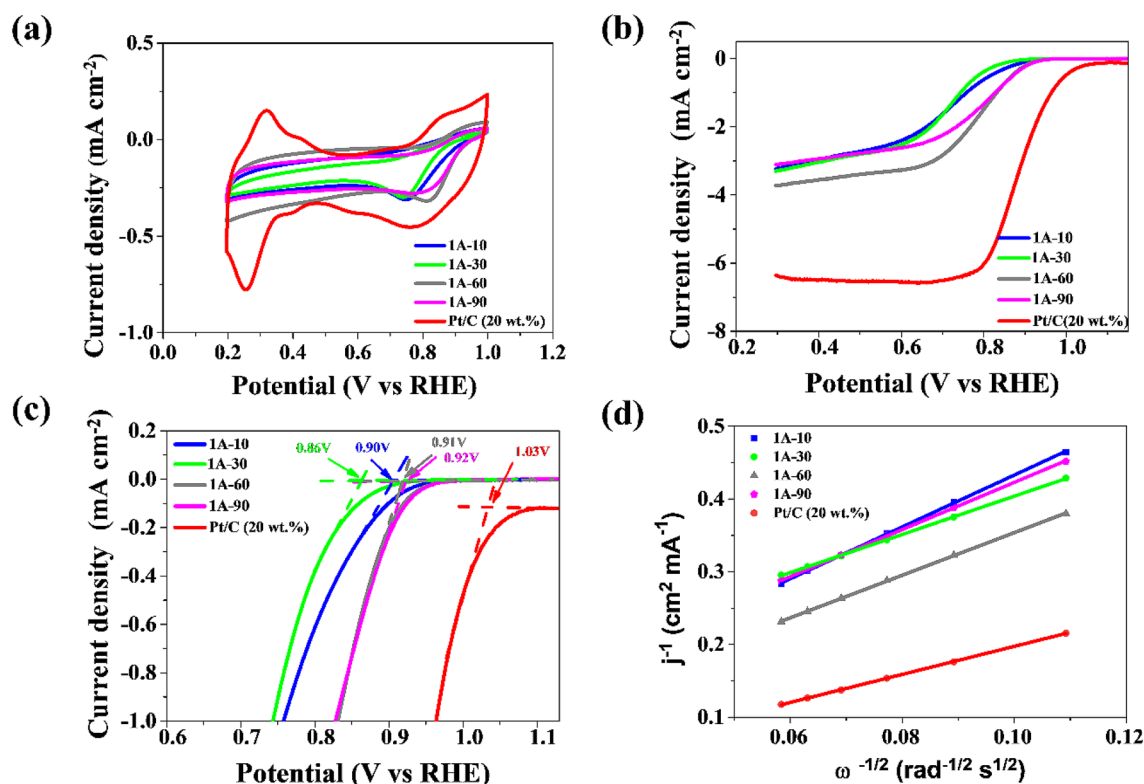 (a)
Current density (mA cm-2)
0.5
0.0
-0.5
-1.0
1A-10
1A-30
1A-60
1A-90
Pt/C (20 wt.%)
0.0 0.2 0.4 0.6 0.8 1.0 1.2
Potential (V vs RHE)
(b)
Current density (mA cm-2)
0
-2
-4
-6
-8
1A-10
1A-30
1A-60
1A-90
Pt/C(20 wt.%)
0.2 0.4 0.6 0.8 1.0
Potential (V vs RHE)
(c)
Current density (mA cm-2)
0.2
0.0
-0.2
-0.4
-0.6
-0.8
-1.0
1A-10
1A-30
1A-60
1A-90
Pt/C (20 wt.%)
0.86V
0.90V
0.91V
0.92V
1.03V
0.6 0.7 0.8 0.9 1.0 1.1
Potential (V vs RHE)
(d)
j-1 (cm2 mA-1)
0.5
0.4
0.3
0.2
0.1
1A-10
1A-30
1A-60
1A-90
Pt/C (20 wt.%)
0.06 0.08 0.10 0.12
ω -1/2 (rad-1/2 s1/2)